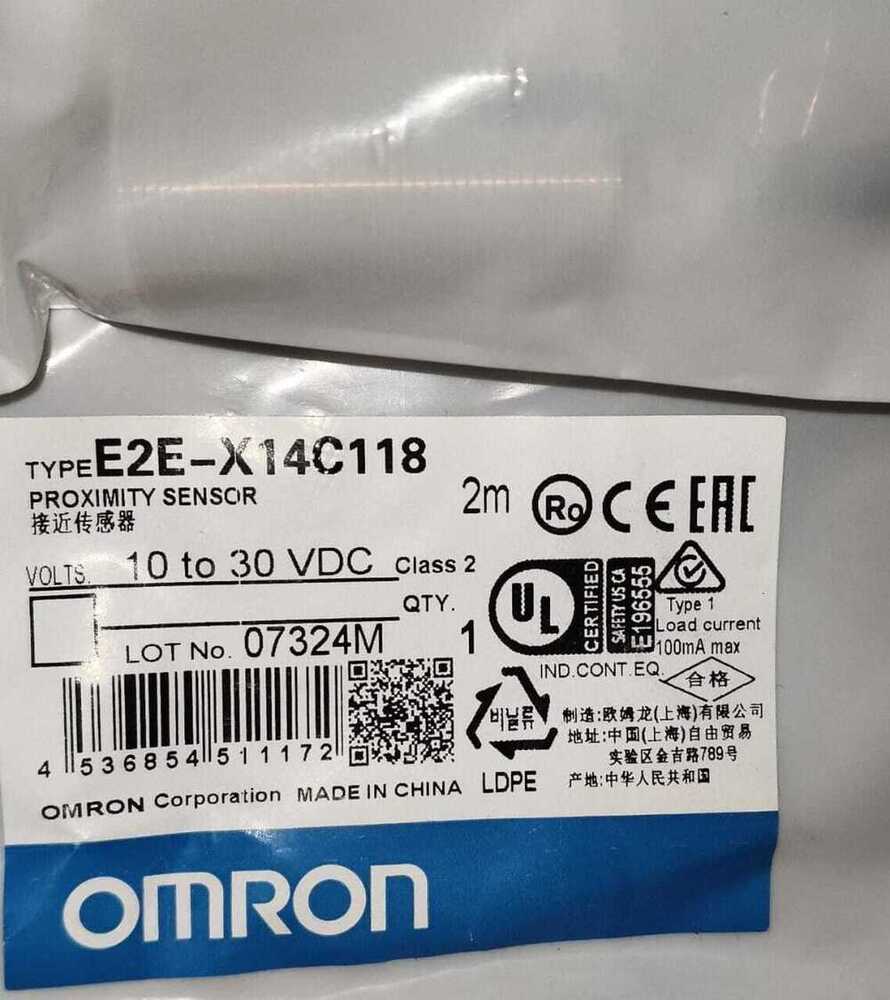 TYPE E2E-X14C118
PROXIMITY SENSOR
接近传感器
2m
Ro CE EAC
VOLTS. 10 to 30 VDC Class 2
QTY.
1
LOT No. 07324M
UL CERTIFIED
SAFETY US CA
E196555
Type 1
Load current
100mA max
IND.CONT.EQ.
合格
4 536854 511172
비닐류
LDPE
制造:欧姆龙(上海)有限公司
地址:中国(上海)自由贸易
实验区金吉路789号
产地:中华人民共和国
OMRON Corporation MADE IN CHINA
OMRON